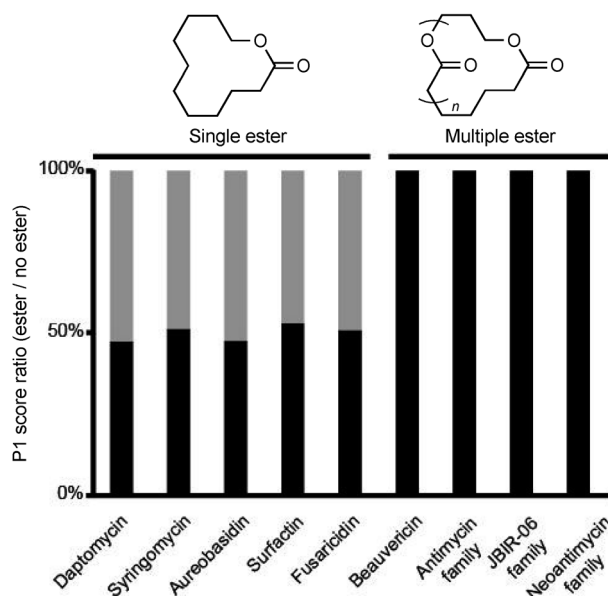 O
O
O
O
O
n
Single ester
Multiple ester
P1 score ratio (ester / no ester)
100%
50%
0%
Daptomycin
Syringomycin
Aureobasidin
Surfactin
Fusaricidin
Beauvericin
Antimycin
family
JBIR-06
family
Neoantimycin
family